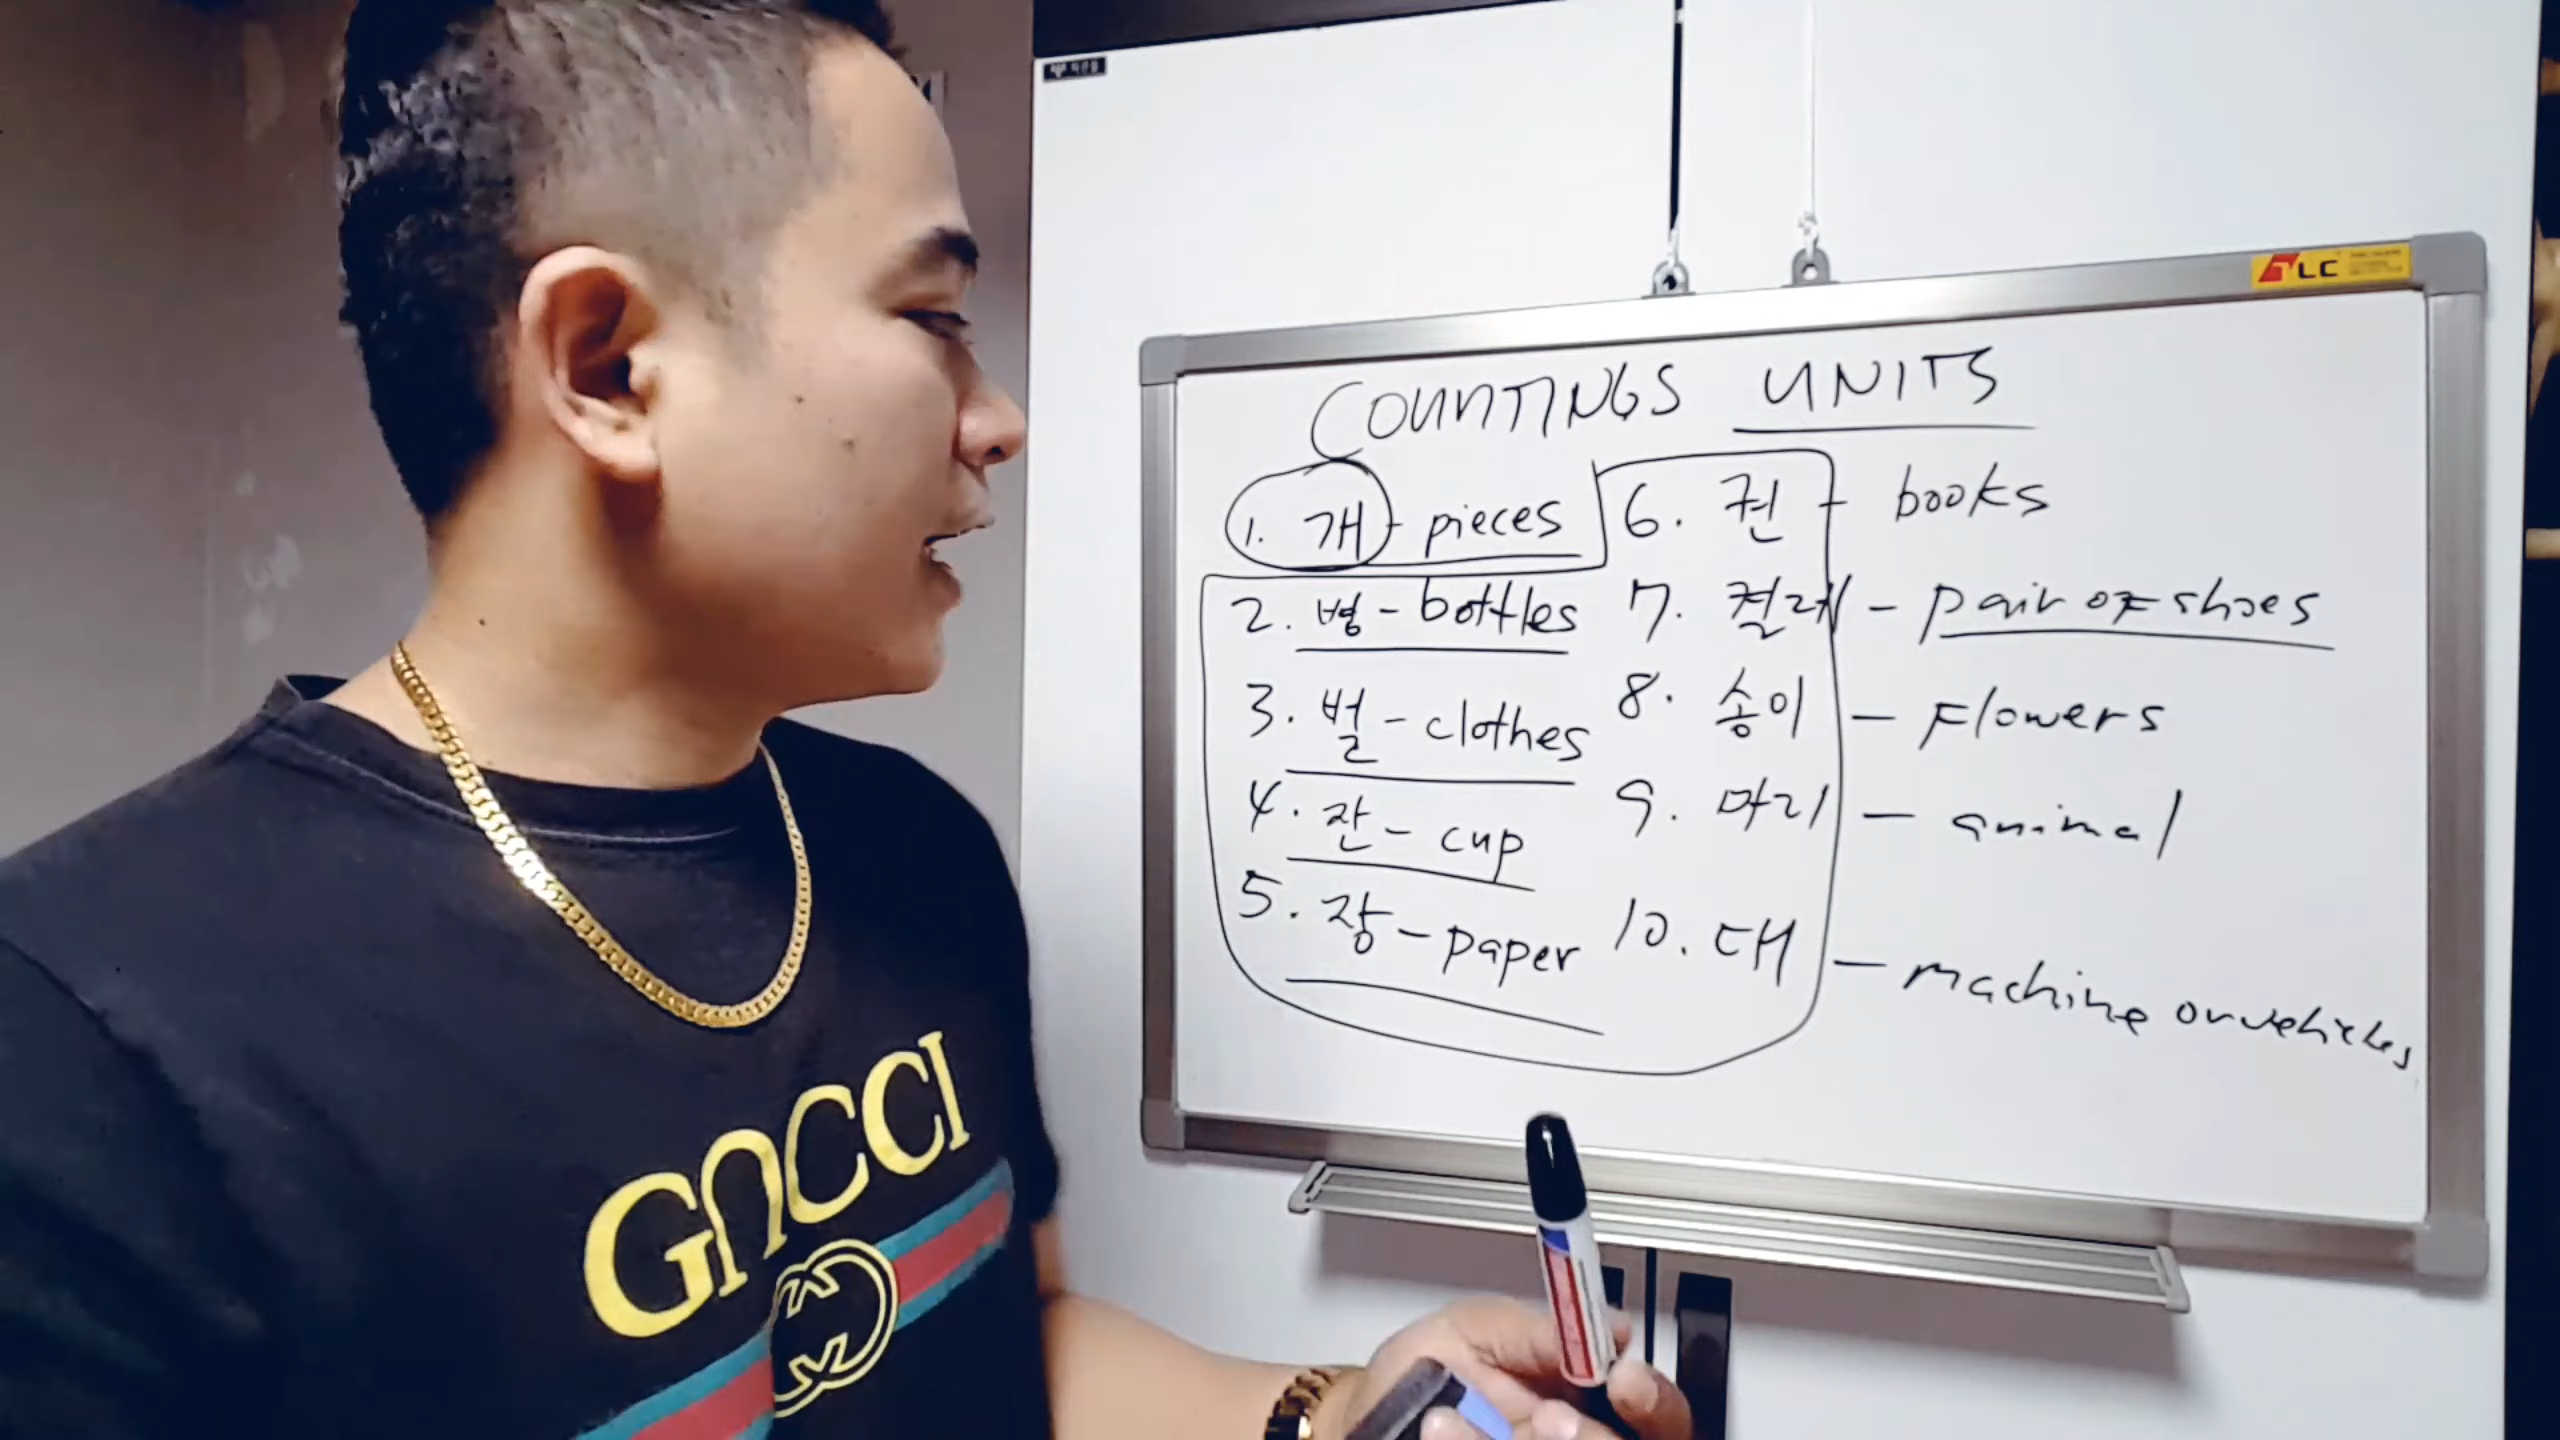 COUNTINGS UNITS
1. 개 - pieces
2. 병 - bottles
3. 벌 - clothes
4. 잔 - cup
5. 장 - paper
6. 권 - books
7. 켤레 - pair of shoes
8. 송이 - Flowers
9. 마리 - animal
10. 대 - machine or vehicles
TLC
GUCCI